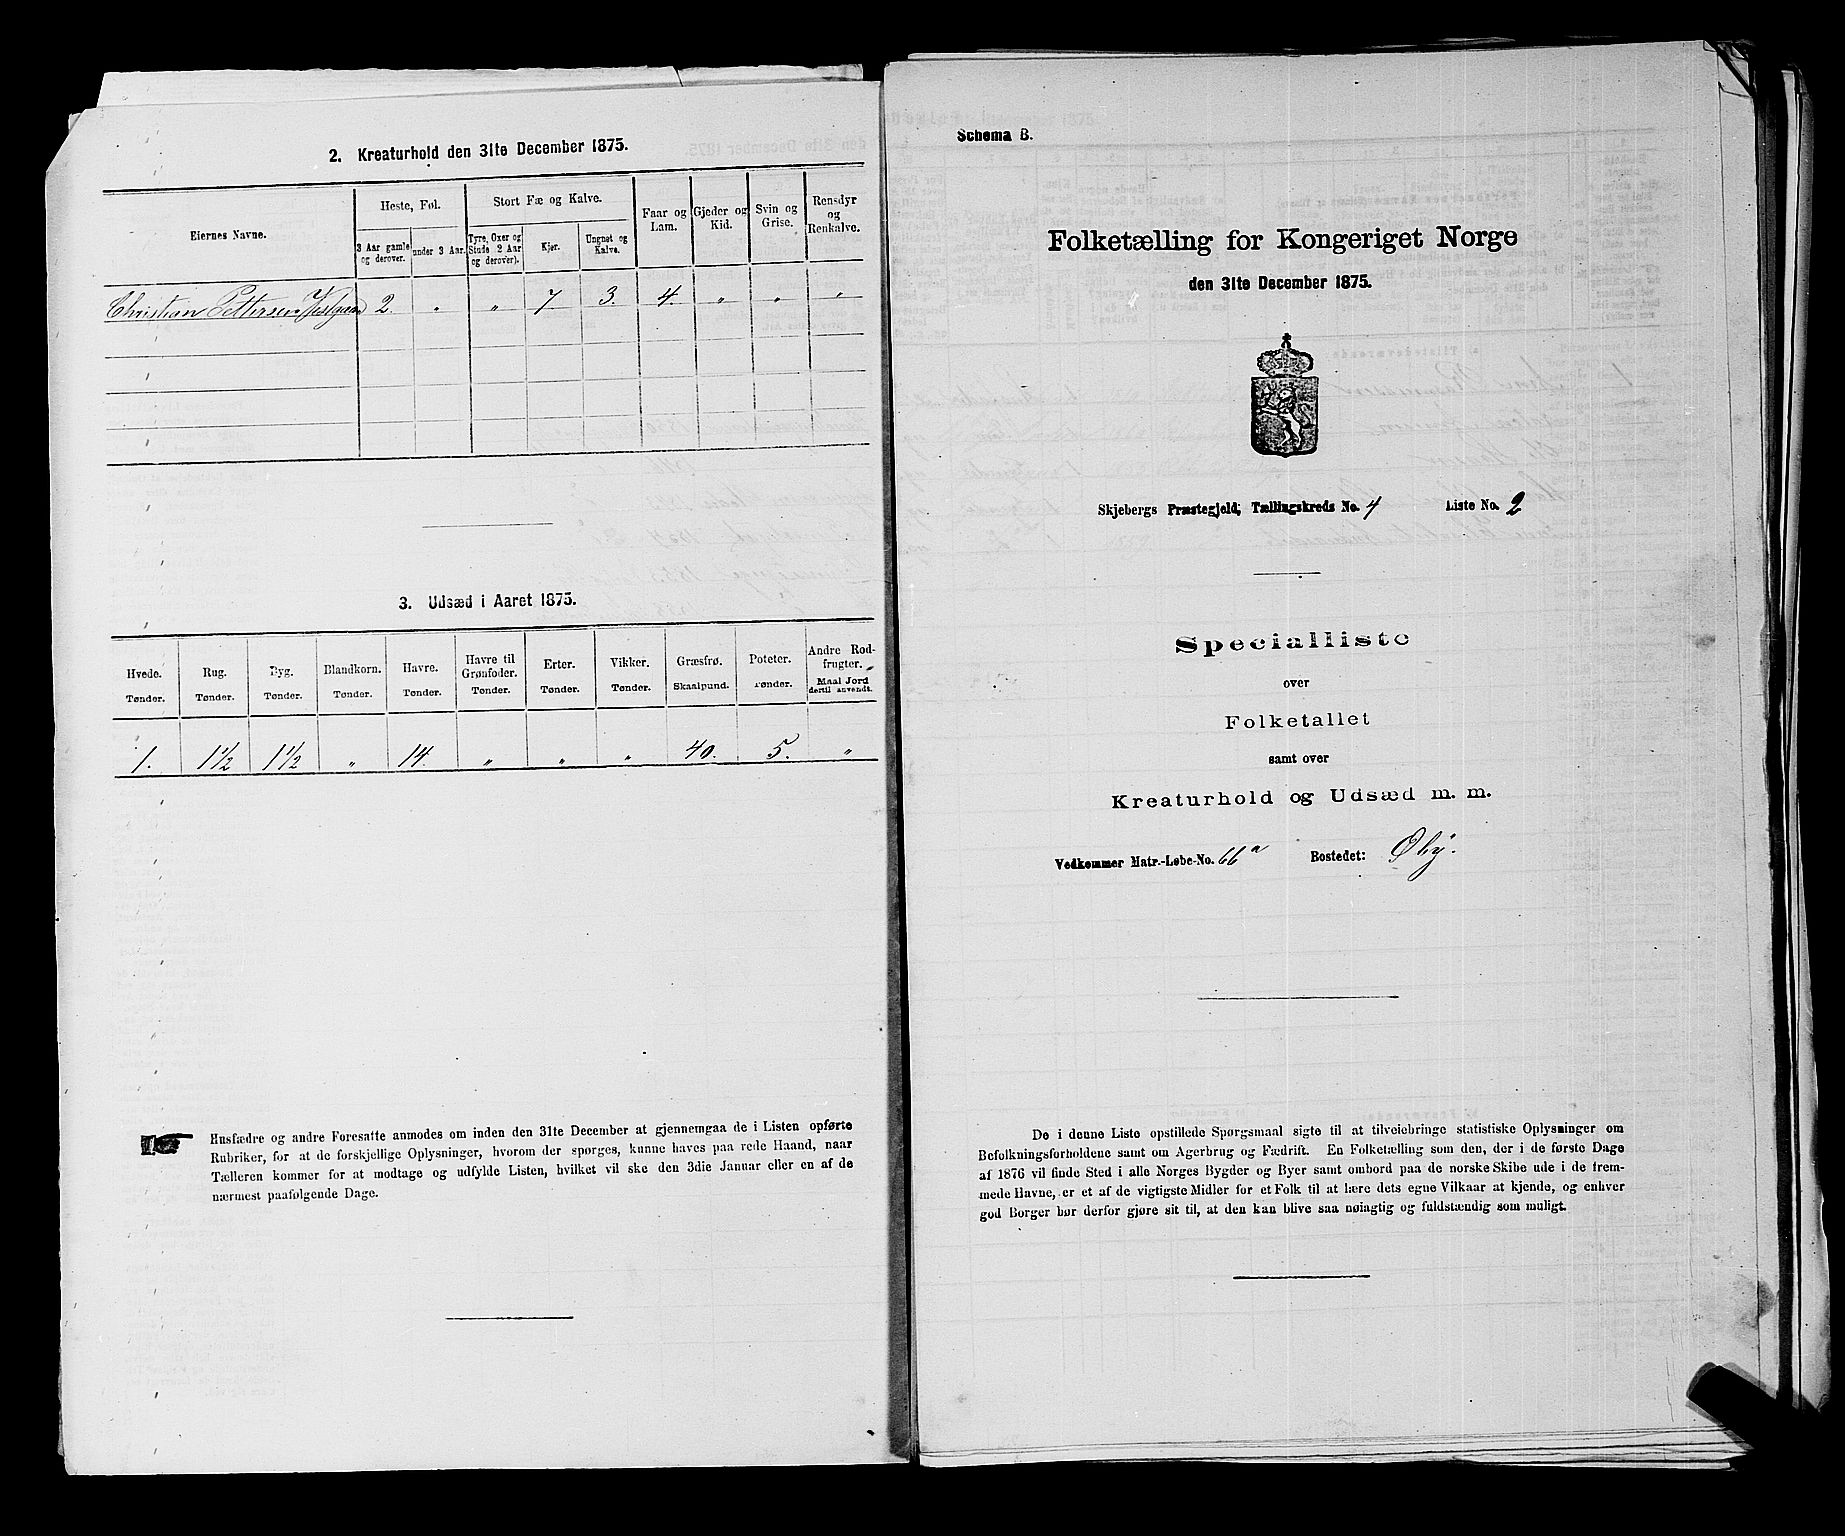 2. Kreaturhold den 31te December 1875.
Eiernes Navne.
Heste, Føl.
Stort Fæ og Kalve.
Faar og Lam.
Gjeder og Kid.
Svin og Grise.
Rensdyr og Renkalve.
3 Aar gamle og derover.
under 3 Aar.
Tyre, Oxer og Stude 2 Aar og derover).
Kjør.
Ungnøt og Kalve.
Christian Pettersen 2. " " 7 3. 4. " " "
3. Udsæd i Aaret 1875.
Hvede. Rug. Byg. Blandkorn. Havre. Havre til Grønfoder. Erter. Vikker. Græsfrø. Poteter. Andre Rodfrugter.
Tønder. Tønder. Tønder. Tønder. Tønder. Tønder. Tønder. Tønder. Skaalpund. Tønder. Maal Jord dertil anvendt.
1. 1 1/2 1 1/2 " 14. " " " 40. 5. "
Husfædre og andre Foresatte anmodes om inden den 31te December at gjennemgaa de i Listen opførte
Rubriker, for at de forskjellige Oplysninger, hvorom der spørges, kunne haves paa rede Haand, naar
Tælleren kommer for at modtage og udfylde Listen, hvilket vil ske den 3die Januar eller en af de
nærmest paafølgende Dage.
Schema B.
Folketælling for Kongeriget Norge
den 31te December 1875.
Skjebergs Præstegjeld, Tællingskreds No. 4 Liste No. 2
Specialliste
over
Folketallet
samt over
Kreaturhold og Udsæd m. m.
Vedkommer Matr.-Løbe-No. 66a Bostedet: Øby.
De i denne Liste opstillede Spørgsmaal sigte til at tilveiebringe statistiske Oplysninger om
Befolkningsforholdene samt om Agerbrug og Fædrift. En Folketælling som den, der i de første Dage
af 1876 vil finde Sted i alle Norges Bygder og Byer samt ombord paa de norske Skibe ude i de frem-
mede Havne, er et af de vigtigste Midler for et Folk til at lære dets egne Vilkaar at kjende, og enhver
god Borger bør derfor gjøre sit til, at den kan blive saa nøiagtig og fuldstændig som muligt.